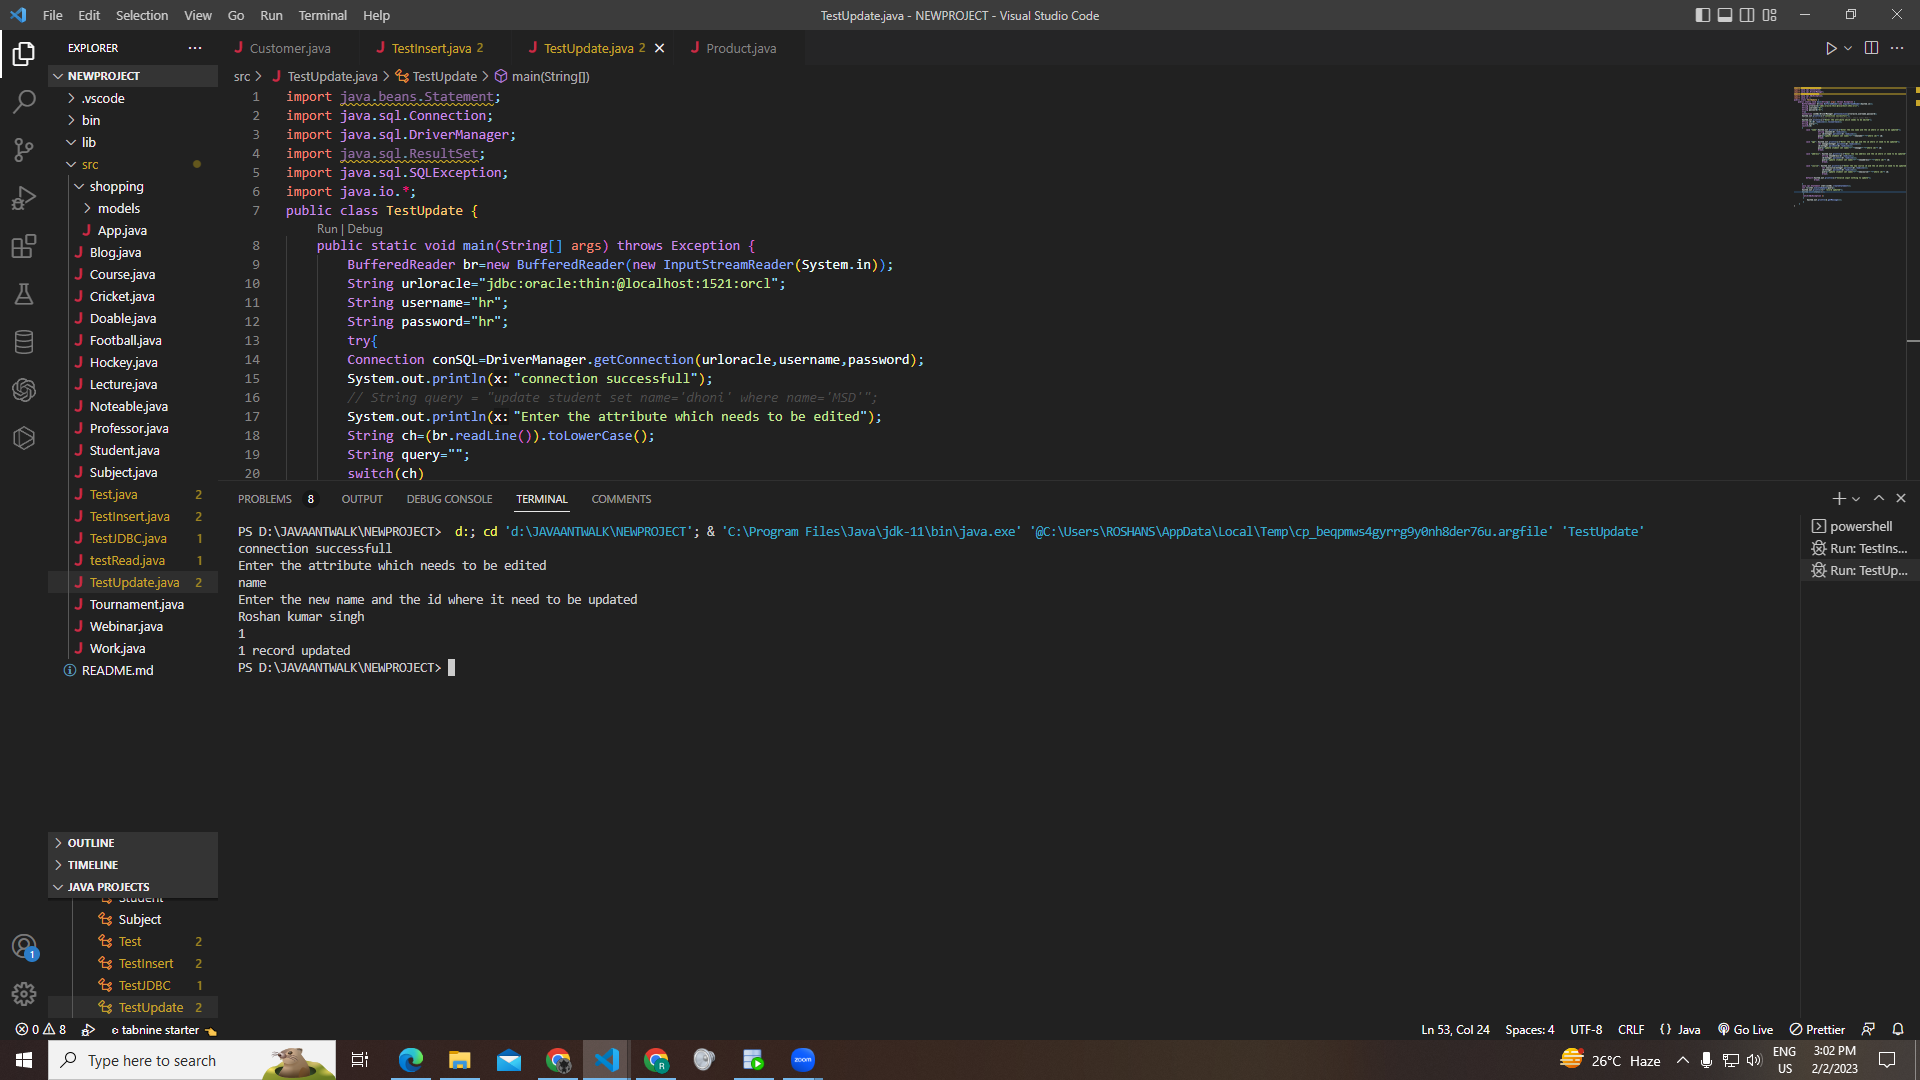 File Edit Selection View Go Run Terminal Help
TestUpdate.java - NEWPROJECT - Visual Studio Code
EXPLORER
NEWPROJECT
.vscode
bin
lib
src
shopping
models
App.java
Blog.java
Course.java
Cricket.java
Doable.java
Football.java
Hockey.java
Lecture.java
Noteable.java
Professor.java
Student.java
Subject.java
Test.java 2
TestInsert.java 2
TestJDBC.java 1
testRead.java 1
TestUpdate.java 2
Tournament.java
Webinar.java
Work.java
README.md
OUTLINE
TIMELINE
JAVA PROJECTS
Student
Subject
Test 2
TestInsert 2
TestJDBC 1
TestUpdate 2
Customer.java TestInsert.java 2 TestUpdate.java 2 Product.java
src > TestUpdate.java > TestUpdate > main(String[])
1 import java.beans.Statement;
2 import java.sql.Connection;
3 import java.sql.DriverManager;
4 import java.sql.ResultSet;
5 import java.sql.SQLException;
6 import java.io.*;
7 public class TestUpdate {
Run | Debug
8 public static void main(String[] args) throws Exception {
9 BufferedReader br=new BufferedReader(new InputStreamReader(System.in));
10 String urloracle="jdbc:oracle:thin:@localhost:1521:orcl";
11 String username="hr";
12 String password="hr";
13 try{
14 Connection conSQL=DriverManager.getConnection(urloracle,username,password);
15 System.out.println(x: "connection successfull");
16 // String query = "update student set name='dhoni' where name='MSD'";
17 System.out.println(x: "Enter the attribute which needs to be edited");
18 String ch=(br.readLine()).toLowerCase();
19 String query="";
20 switch(ch)
PROBLEMS 8 OUTPUT DEBUG CONSOLE TERMINAL COMMENTS
PS D:\JAVAANTWALK\NEWPROJECT> d:; cd 'd:\JAVAANTWALK\NEWPROJECT'; & 'C:\Program Files\Java\jdk-11\bin\java.exe' '@C:\Users\ROSHANS\AppData\Local\Temp\cp_beqpmws4gyrrg9y0nh8der76u.argfile' 'TestUpdate'
connection successfull
Enter the attribute which needs to be edited
name
Enter the new name and the id where it need to be updated
Roshan kumar singh
1
1 record updated
PS D:\JAVAANTWALK\NEWPROJECT>
powershell
Run: TestIns...
Run: TestUp...
1
0 8 tabnine starter
Ln 53, Col 24 Spaces: 4 UTF-8 CRLF {} Java Go Live Prettier
Type here to search
zoom
26°C Haze
ENG
US
3:02 PM
2/2/2023